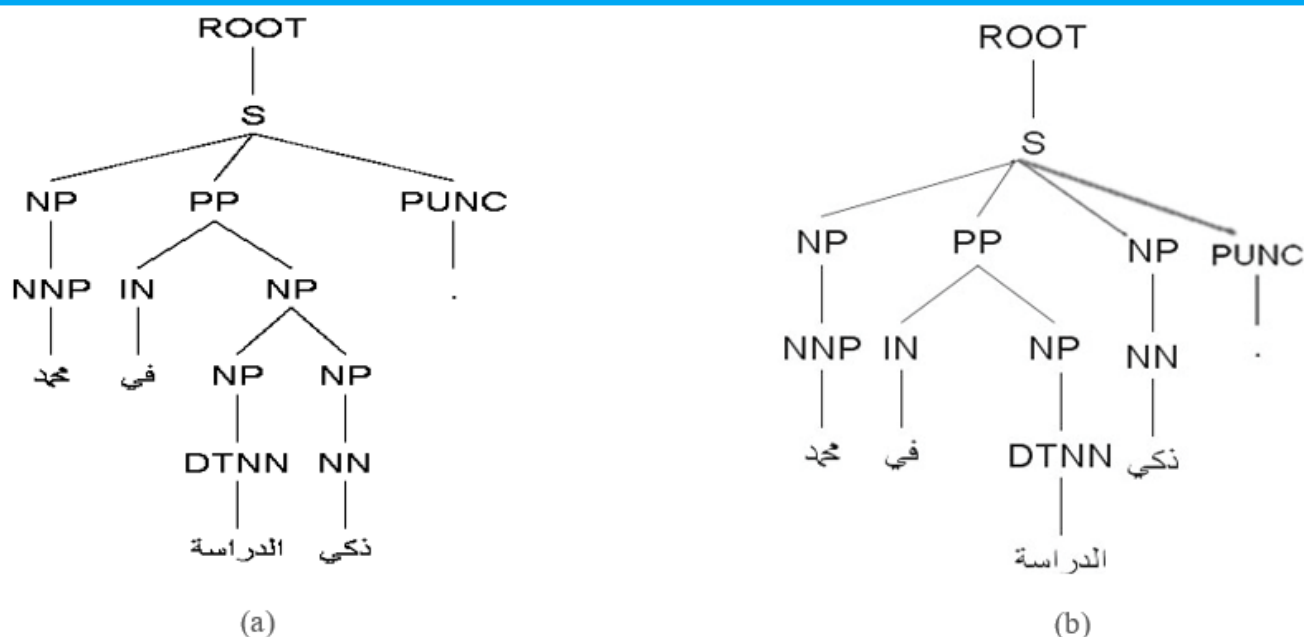 ROOT
S
NP PP PUNC
NNP IN NP .
محمد في NP NP
DTNN NN
الدراسة ذكي
(a)
ROOT
S
NP PP NP PUNC
NNP IN NP NN .
محمد في DTNN ذكي
الدراسة
(b)